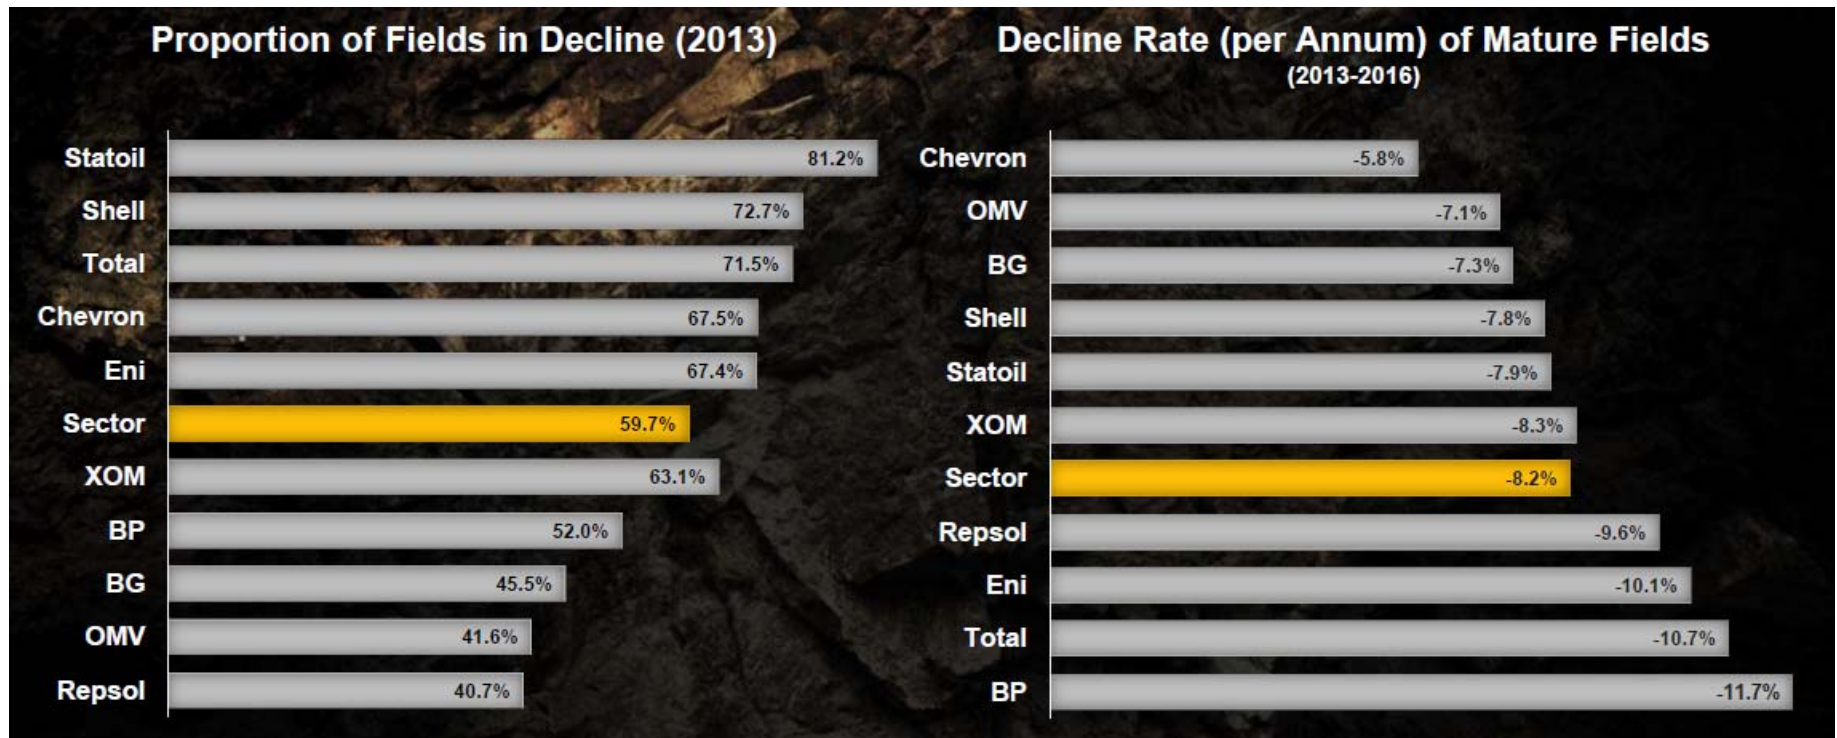 Proportion of Fields in Decline (2013)
Statoil 81.2%
Shell 72.7%
Total 71.5%
Chevron 67.5%
Eni 67.4%
Sector 59.7%
XOM 63.1%
BP 52.0%
BG 45.5%
OMV 41.6%
Repsol 40.7%
Decline Rate (per Annum) of Mature Fields
(2013-2016)
Chevron -5.8%
OMV -7.1%
BG -7.3%
Shell -7.8%
Statoil -7.9%
XOM -8.3%
Sector -8.2%
Repsol -9.6%
Eni -10.1%
Total -10.7%
BP -11.7%